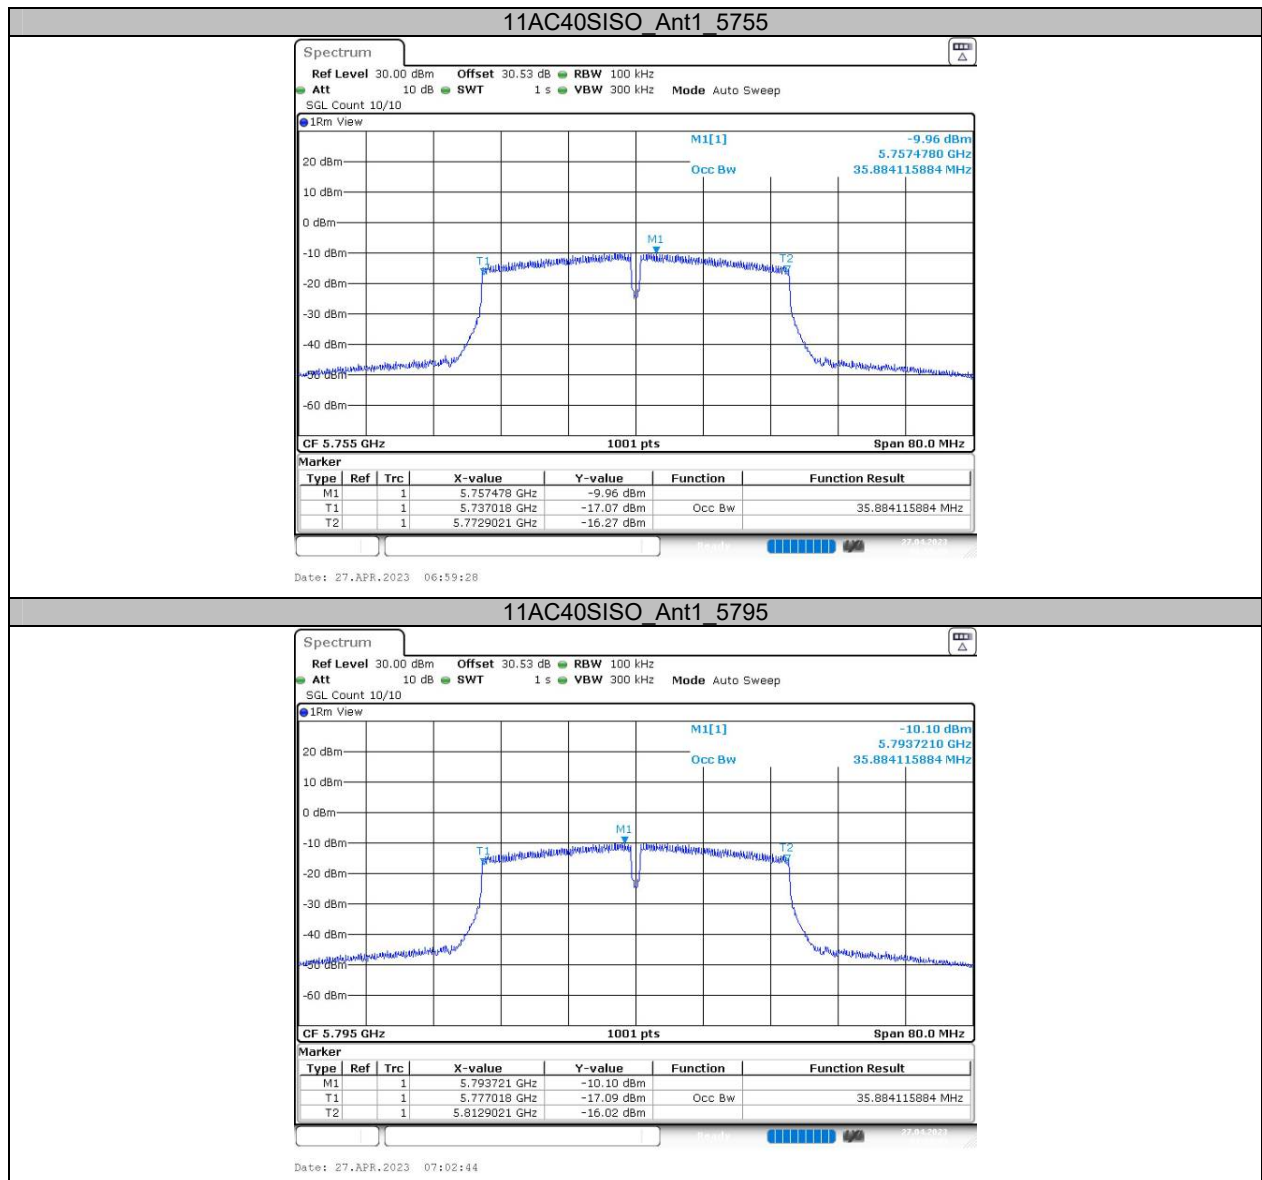 11AC40SISO_Ant1_5755
Spectrum
Ref Level 30.00 dBm Offset 30.53 dB RBW 100 kHz
Att 10 dB SWT 1 s VBW 300 kHz Mode Auto Sweep
SGL Count 10/10
1Rm View
M1[1] -9.96 dBm
5.7574780 GHz
Occ Bw 35.884115884 MHz
20 dBm
10 dBm
0 dBm
M1
-10 dBm
T1 T2
-20 dBm
-30 dBm
-40 dBm
-50 dBm
-60 dBm
CF 5.755 GHz 1001 pts Span 80.0 MHz
Marker
Type Ref Trc X-value Y-value Function Function Result
M1 1 5.757478 GHz -9.96 dBm
T1 1 5.737018 GHz -17.07 dBm Occ Bw 35.884115884 MHz
T2 1 5.7729021 GHz -16.27 dBm
27.04.2023
Date: 27.APR.2023 06:59:28
11AC40SISO_Ant1_5795
Spectrum
Ref Level 30.00 dBm Offset 30.53 dB RBW 100 kHz
Att 10 dB SWT 1 s VBW 300 kHz Mode Auto Sweep
SGL Count 10/10
1Rm View
M1[1] -10.10 dBm
5.7937210 GHz
Occ Bw 35.884115884 MHz
20 dBm
10 dBm
0 dBm
M1
-10 dBm
T1 T2
-20 dBm
-30 dBm
-40 dBm
-50 dBm
-60 dBm
CF 5.795 GHz 1001 pts Span 80.0 MHz
Marker
Type Ref Trc X-value Y-value Function Function Result
M1 1 5.793721 GHz -10.10 dBm
T1 1 5.777018 GHz -17.09 dBm Occ Bw 35.884115884 MHz
T2 1 5.8129021 GHz -16.02 dBm
27.04.2023
Date: 27.APR.2023 07:02:44